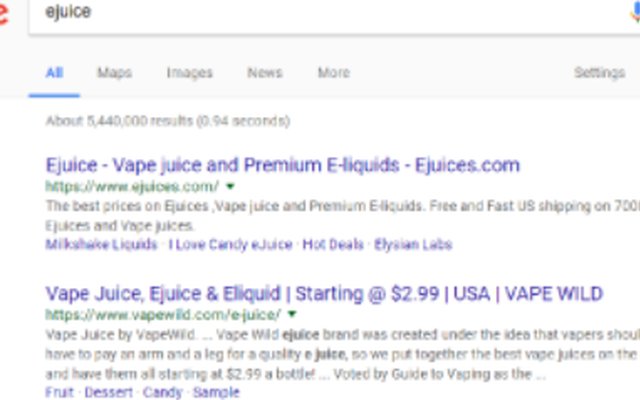 e
ejuice
All Maps Images News More Settings
About 5,440,000 results (0.94 seconds)
Ejuice - Vape juice and Premium E-liquids - Ejuices.com
https://www.ejuices.com/
The best prices on Ejuices ,Vape juice and Premium E-liquids. Free and Fast US shipping on 700
Ejuices and Vape juices.
Milkshake Liquids · I Love Candy eJuice · Hot Deals · Elysian Labs
Vape Juice, Ejuice & Eliquid | Starting @ $2.99 | USA | VAPE WILD
https://www.vapewild.com/e-juice/
Vape Juice by VapeWild. ... Vape Wild ejuice brand was created under the idea that vapers shoul
have to pay an arm and a leg for a quality e juice, so we put together the best vape juices on the
and have them all starting at $2.99 a bottle! ... Voted by Guide to Vaping as the ...
Fruit · Dessert · Candy · Sample